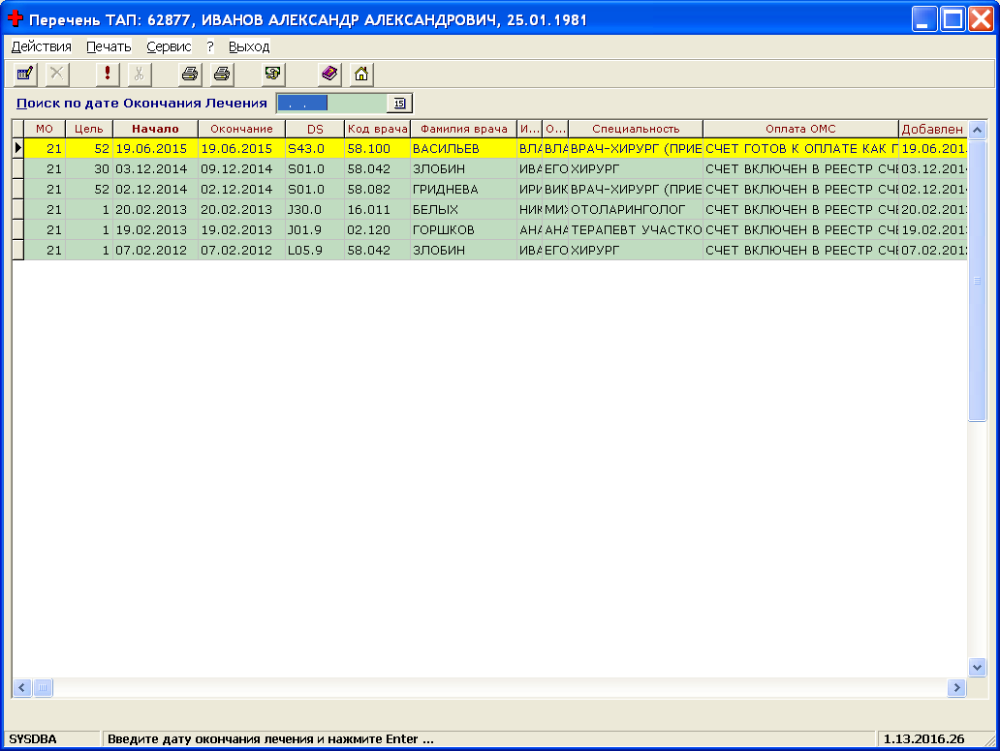 Перечень ТАП: 62877, ИВАНОВ АЛЕКСАНДР АЛЕКСАНДРОВИЧ, 25.01.1981
Действия Печать Сервис ? Выход
Поиск по дате Окончания Лечения . . 15
МО Цель Начало Окончание DS Код врача Фамилия врача И... О... Специальность Оплата ОМС Добавлен
21 52 19.06.2015 19.06.2015 S43.0 58.100 ВАСИЛЬЕВ ВЛА ВЛА ВРАЧ-ХИРУРГ (ПРИЕ СЧЕТ ГОТОВ К ОПЛАТЕ КАК Г 19.06.201
21 30 03.12.2014 09.12.2014 S01.0 58.042 ЗЛОБИН ИВА ЕГО ХИРУРГ СЧЕТ ВКЛЮЧЕН В РЕЕСТР СЧЕ 03.12.201
21 52 02.12.2014 02.12.2014 S01.0 58.082 ГРИДНЕВА ИРИ ВИК ВРАЧ-ХИРУРГ (ПРИЕ СЧЕТ ВКЛЮЧЕН В РЕЕСТР СЧЕ 02.12.201
21 1 20.02.2013 20.02.2013 J30.0 16.011 БЕЛЫХ НИК МИХ ОТОЛАРИНГОЛОГ СЧЕТ ВКЛЮЧЕН В РЕЕСТР СЧЕ 20.02.201
21 1 19.02.2013 19.02.2013 J01.9 02.120 ГОРШКОВ АНА АНА ТЕРАПЕВТ УЧАСТКО СЧЕТ ВКЛЮЧЕН В РЕЕСТР СЧЕ 19.02.201
21 1 07.02.2012 07.02.2012 L05.9 58.042 ЗЛОБИН ИВА ЕГО ХИРУРГ СЧЕТ ВКЛЮЧЕН В РЕЕСТР СЧЕ 07.02.201
SYSDBA Введите дату окончания лечения и нажмите Enter ... 1.13.2016.26